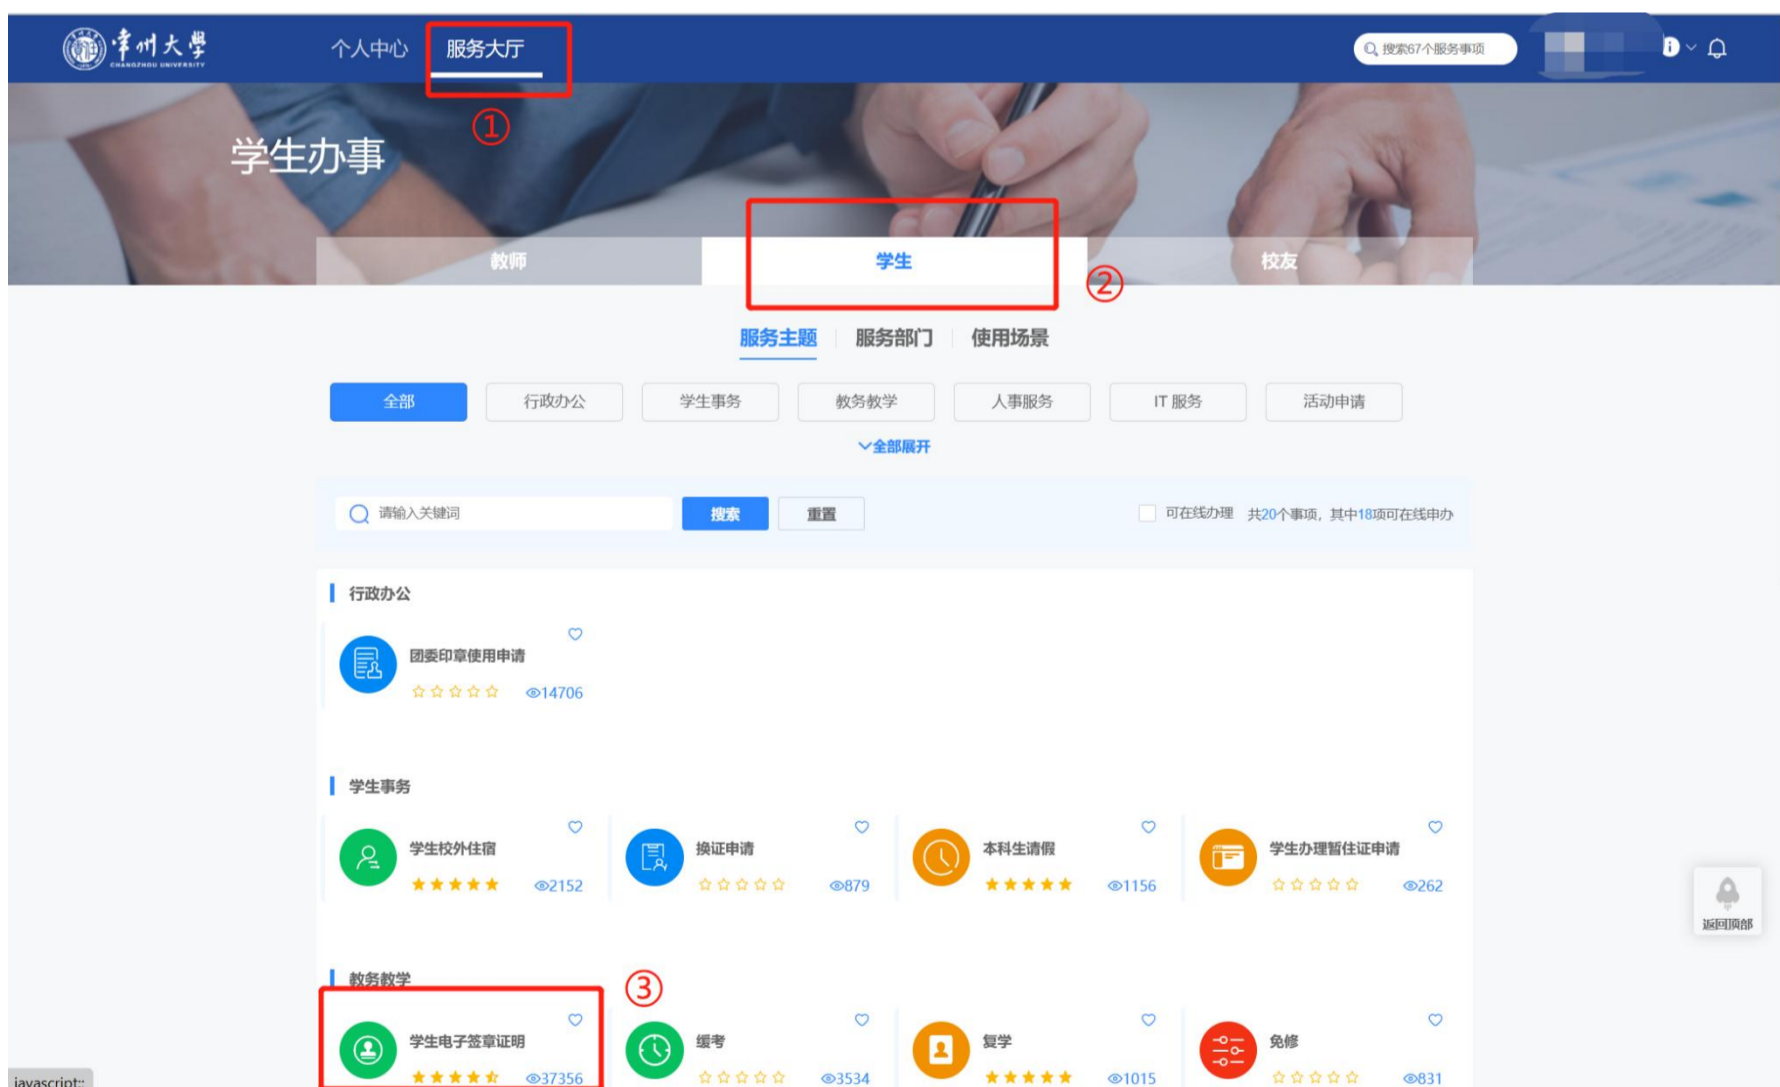 常州大學
CHANGZHOU UNIVERSITY
个人中心
服务大厅
搜索67个服务事项
①
学生办事
教师
学生
校友
②
服务主题
服务部门
使用场景
全部
行政办公
学生事务
教务教学
人事服务
IT 服务
活动申请
全部展开
请输入关键词
搜索
重置
可在线办理
共20个事项，其中18项可在线申办
行政办公
团委印章使用申请
14706
学生事务
学生校外住宿
2152
换证申请
879
本科生请假
1156
学生办理暂住证申请
262
返回顶部
教务教学
③
学生电子签章证明
37356
缓考
3534
复学
1015
免修
831
javascript:;